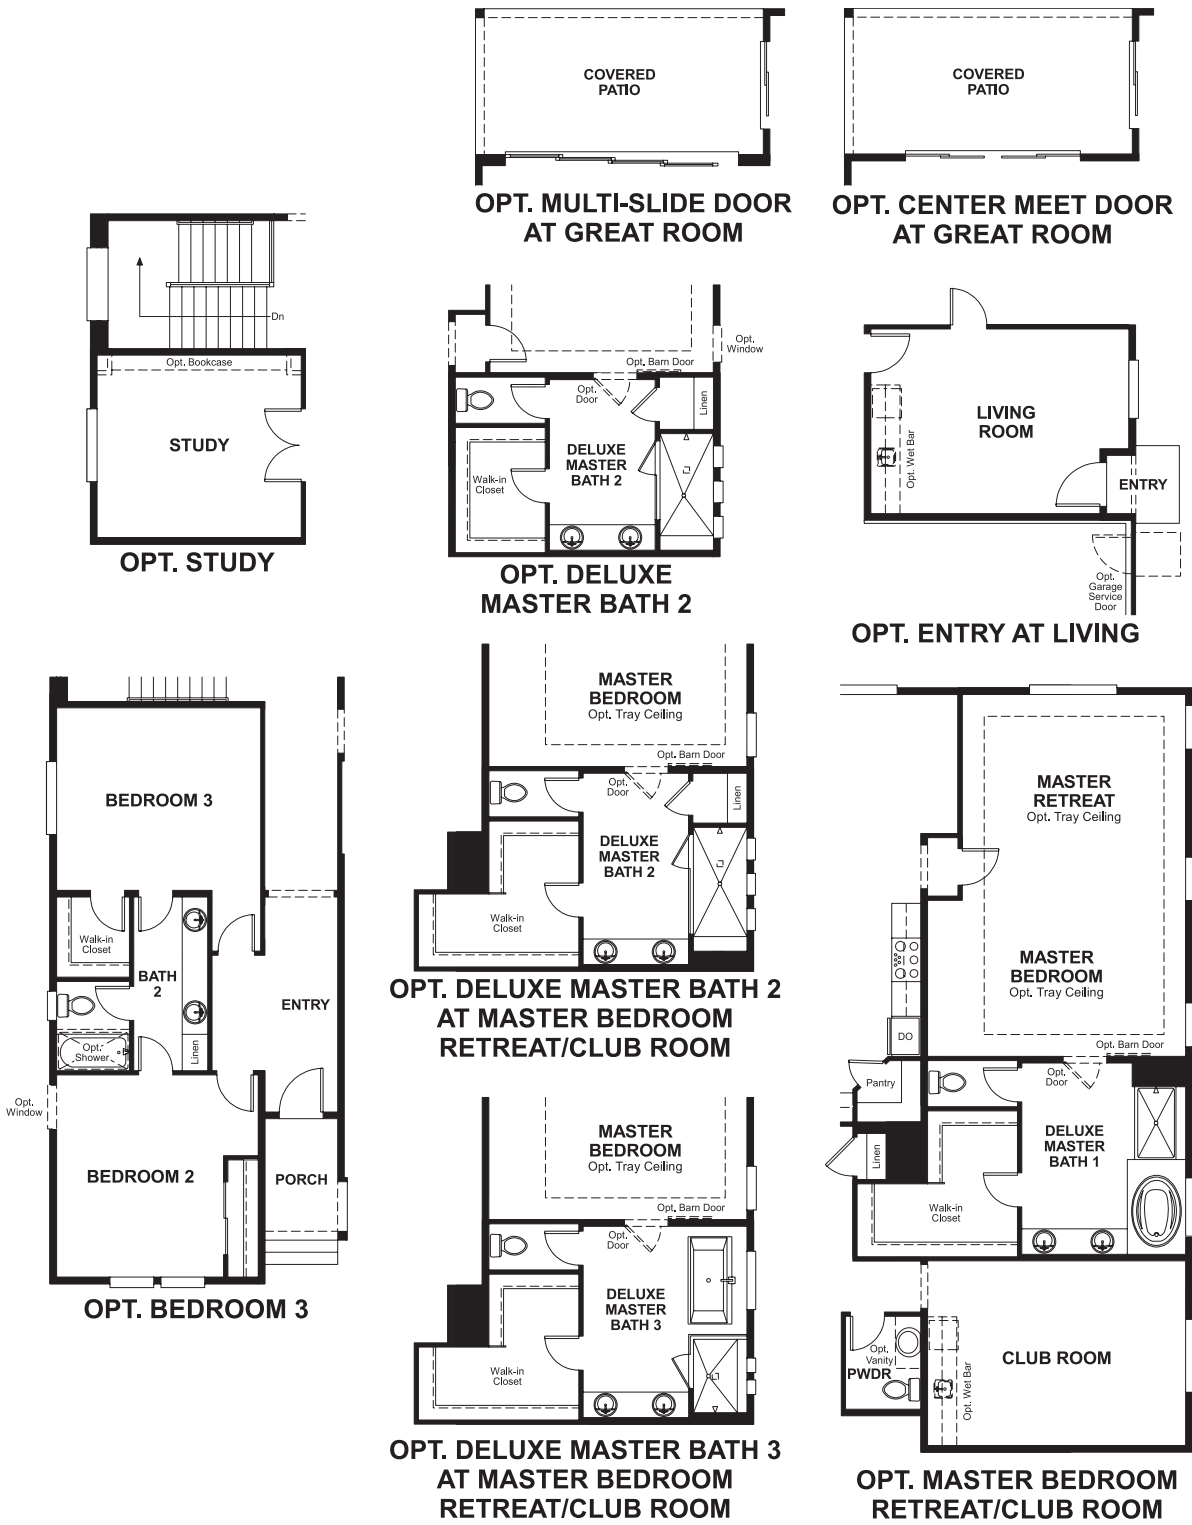 COVERED
PATIO
OPT. MULTI-SLIDE DOOR
AT GREAT ROOM
COVERED
PATIO
OPT. CENTER MEET DOOR
AT GREAT ROOM
Dn
Opt. Bookcase
STUDY
OPT. STUDY
Opt.
Window
Opt. Barn Door
Opt.
Door
Linen
DELUXE
MASTER
BATH 2
Walk-in
Closet
OPT. DELUXE
MASTER BATH 2
LIVING
ROOM
Opt. Wet Bar
ENTRY
Opt.
Garage
Service
Door
OPT. ENTRY AT LIVING
BEDROOM 3
Walk-in
Closet
BATH
2
ENTRY
Opt.
Shower
Linen
Opt.
Window
BEDROOM 2
PORCH
OPT. BEDROOM 3
MASTER
BEDROOM
Opt. Tray Ceiling
Opt. Barn Door
Opt.
Door
Linen
DELUXE
MASTER
BATH 2
Walk-in
Closet
OPT. DELUXE MASTER BATH 2
AT MASTER BEDROOM
RETREAT/CLUB ROOM
MASTER
BEDROOM
Opt. Tray Ceiling
Opt. Barn Door
Opt.
Door
DELUXE
MASTER
BATH 3
Walk-in
Closet
OPT. DELUXE MASTER BATH 3
AT MASTER BEDROOM
RETREAT/CLUB ROOM
MASTER
RETREAT
Opt. Tray Ceiling
MASTER
BEDROOM
Opt. Tray Ceiling
DO
Opt. Barn Door
Pantry
Opt.
Door
Linen
DELUXE
MASTER
BATH 1
Walk-in
Closet
Opt.
Vanity
PWDR
Opt. Wet Bar
CLUB ROOM
OPT. MASTER BEDROOM
RETREAT/CLUB ROOM